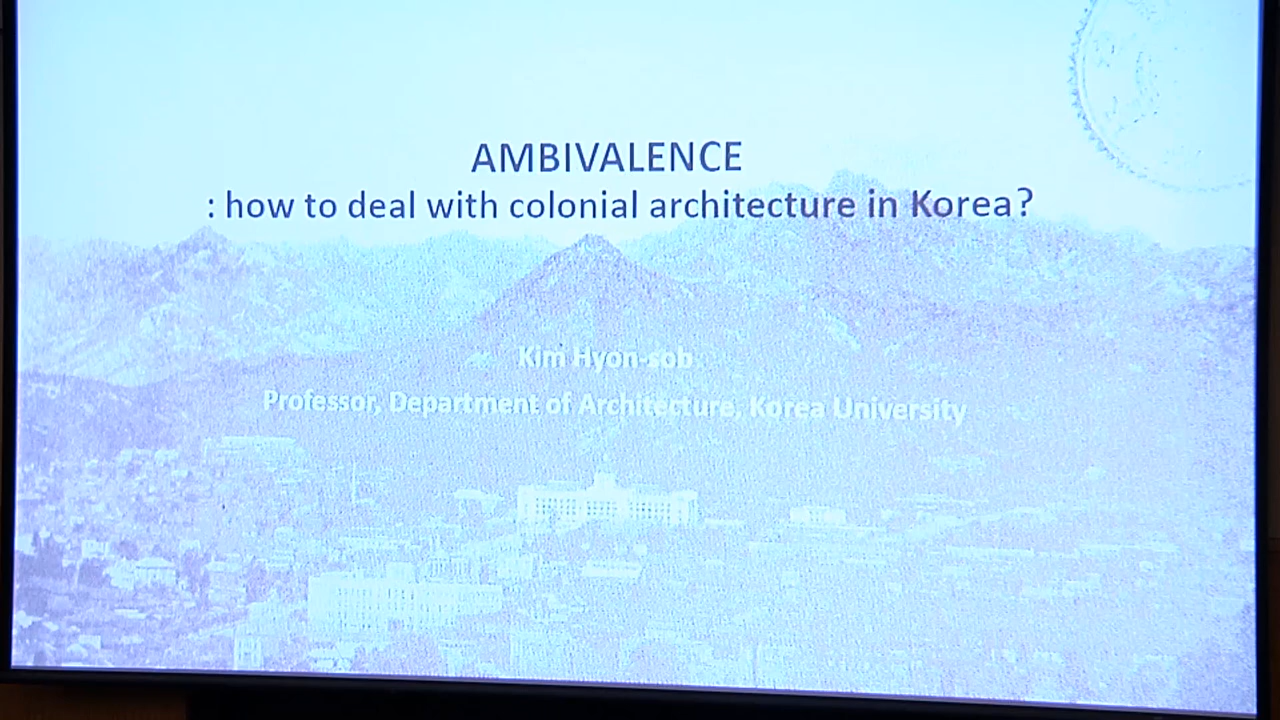 AMBIVALENCE
: how to deal with colonial architecture in Korea?
Kim Hyon-sob
Professor, Department of Architecture, Korea University